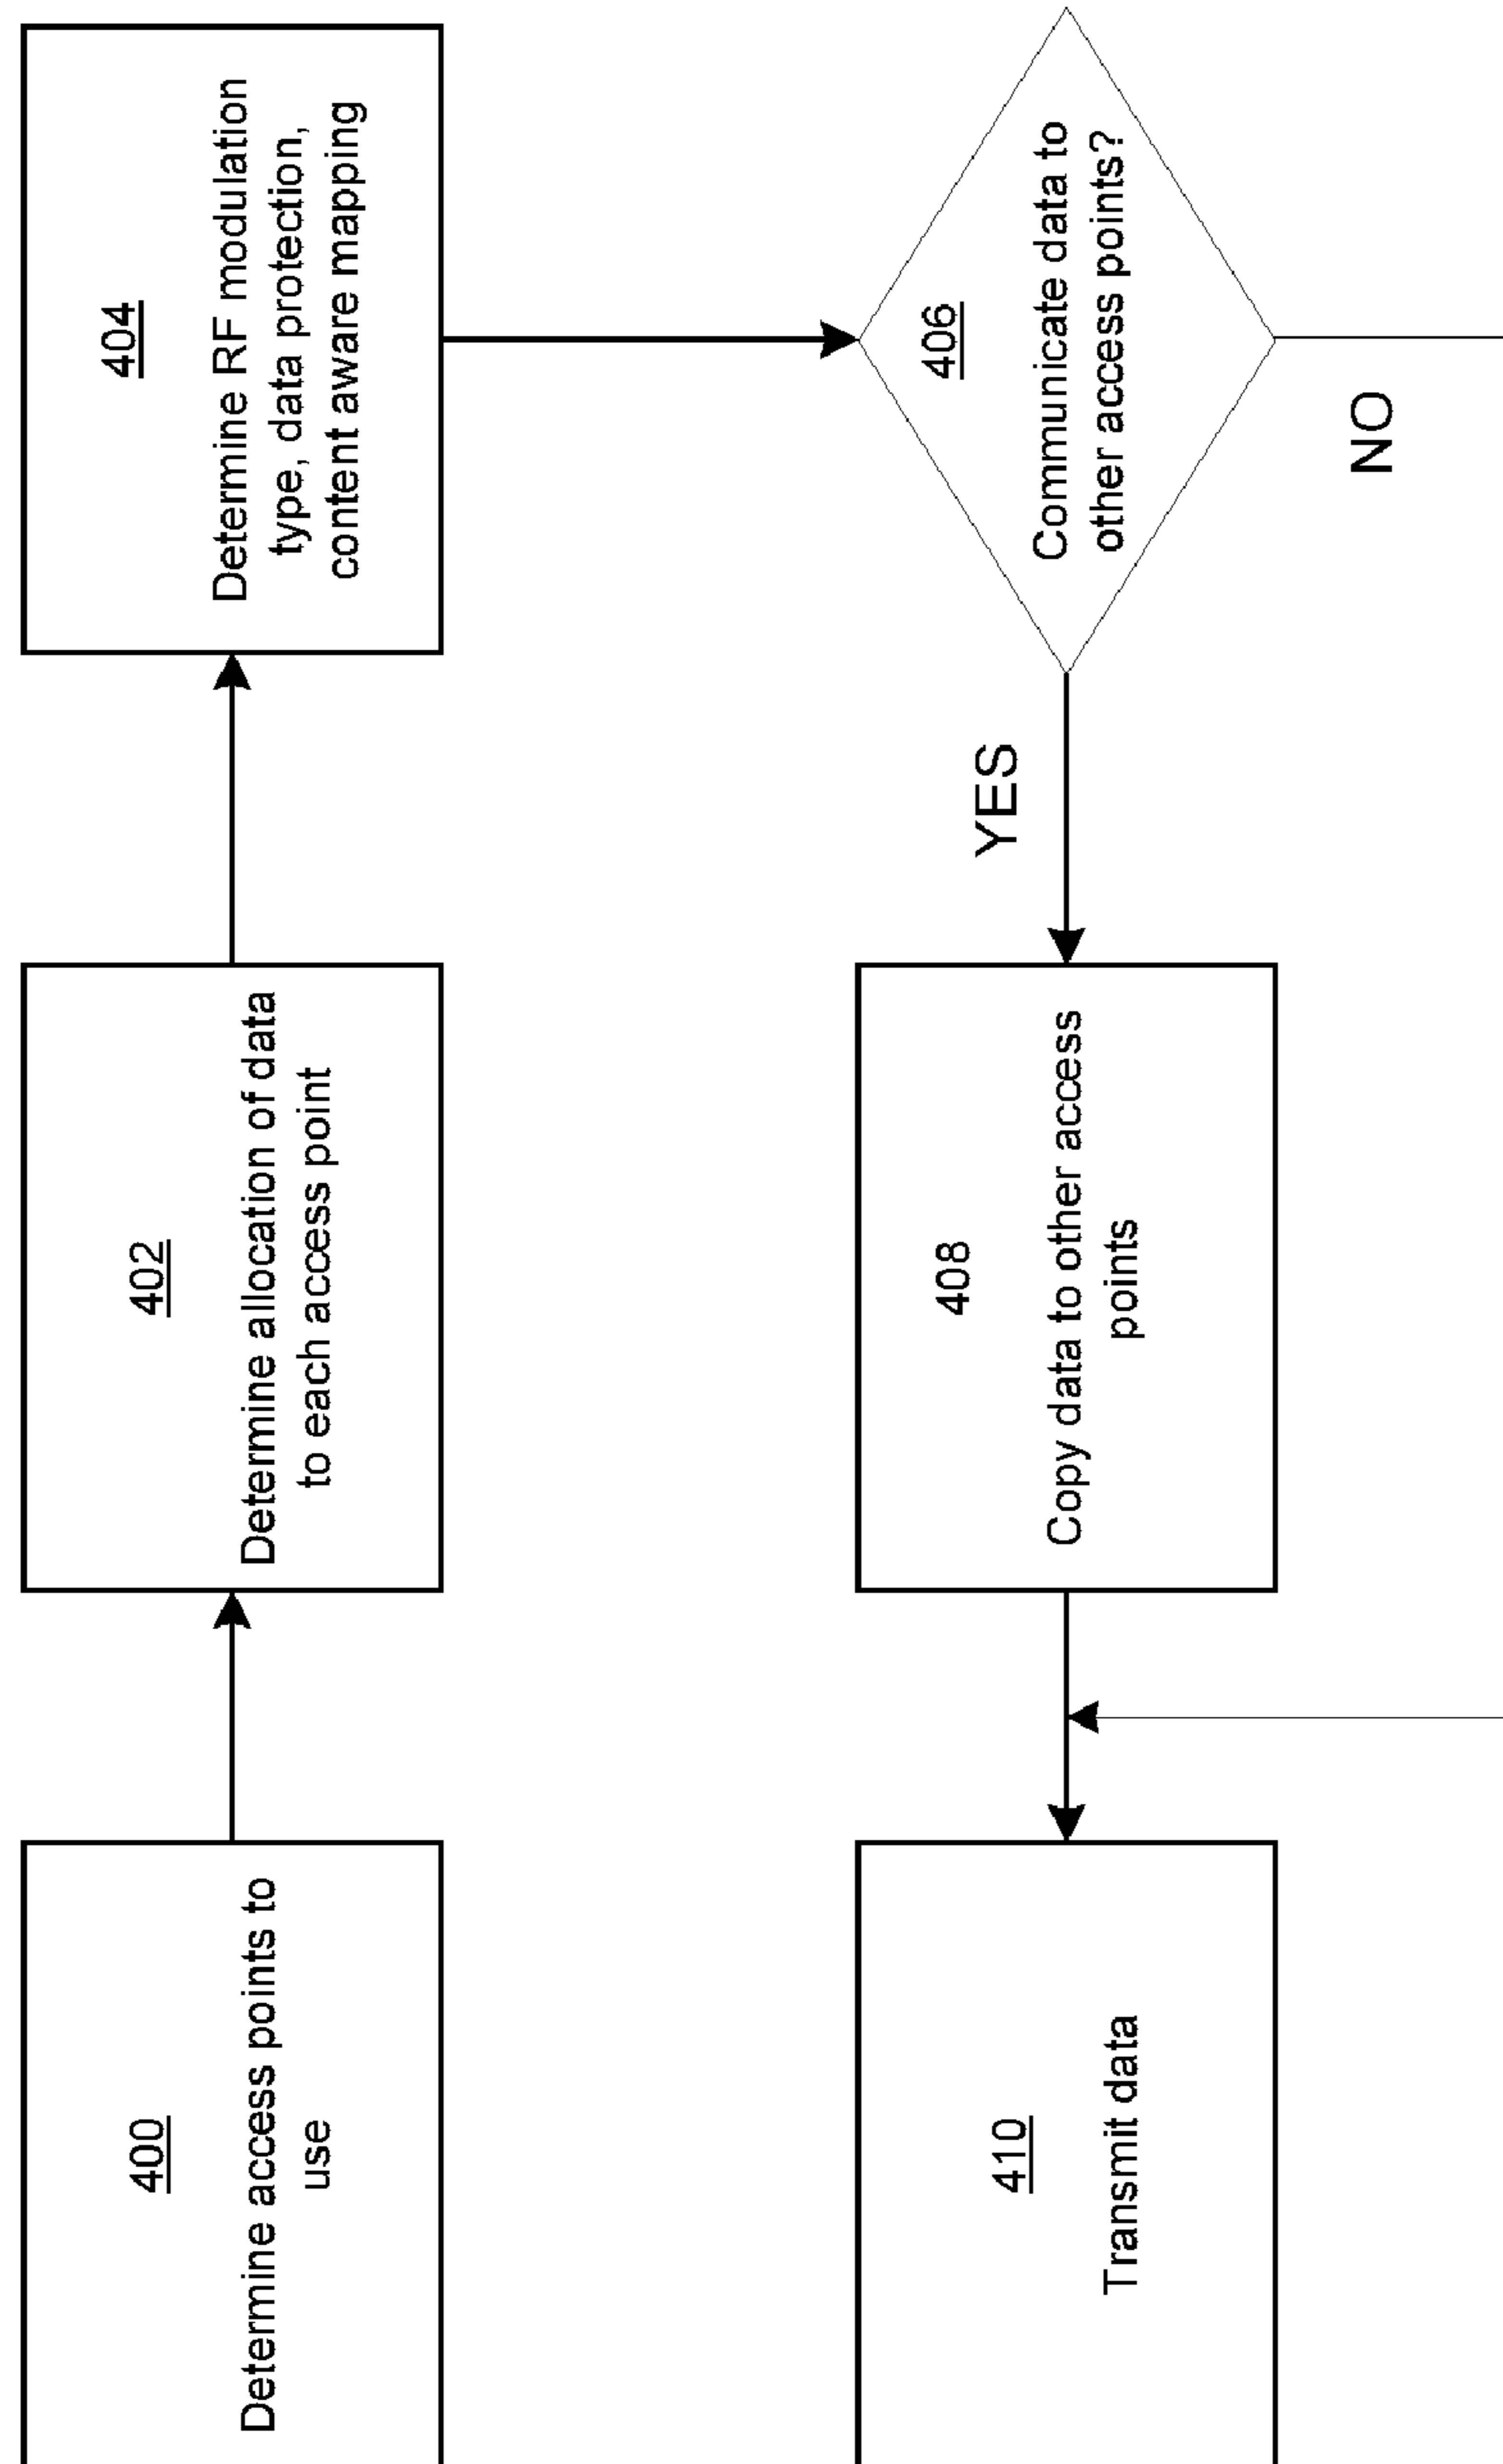 400
Determine access points to
use
402
Determine allocation of data
to each access point
404
Determine RF modulation
type, data protection,
content aware mapping
406
Communicate data to
other access points?
YES
NO
408
Copy data to other access
points
410
Transmit data